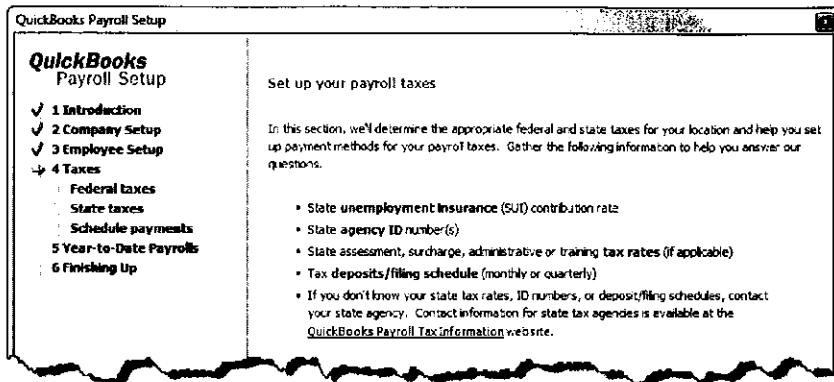 QuickBooks Payroll Setup
QuickBooks
Payroll Setup
1 Introduction
2 Company Setup
3 Employee Setup
4 Taxes
Federal taxes
State taxes
Schedule payments
5 Year-to-Date Payrolls
6 Finishing Up
Set up your payroll taxes
In this section, we'll determine the appropriate federal and state taxes for your location and help you set
up payment methods for your payroll taxes. Gather the following information to help you answer our
questions.
• State unemployment insurance (SUI) contribution rate
• State agency ID number(s)
• State assessment, surcharge, administrative or training tax rates (if applicable)
• Tax deposits/filing schedule (monthly or quarterly)
• If you don't know your state tax rates, ID numbers, or deposit/filing schedules, contact
your state agency. Contact information for state tax agencies is available at the
QuickBooks Payroll Tax Information website.